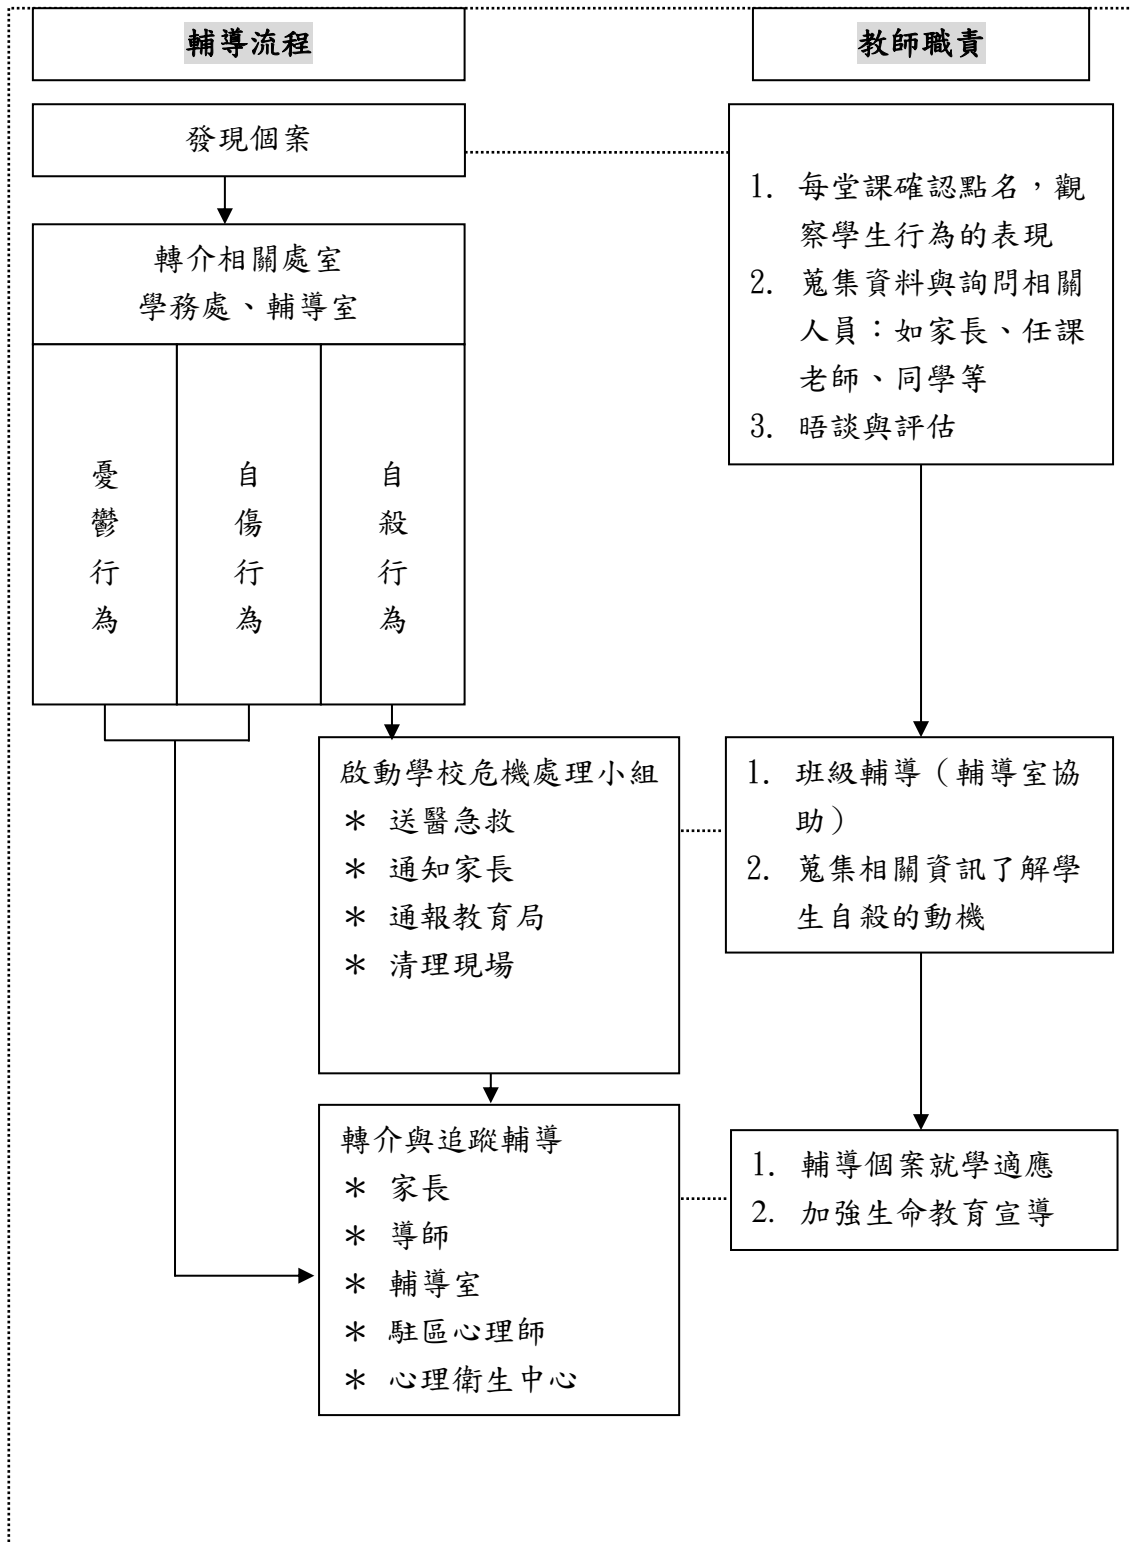 輔導流程
教師職責
發現個案
轉介相關處室
學務處、輔導室
憂鬱行為
自傷行為
自殺行為
1. 每堂課確認點名，觀
察學生行為的表現
2. 蒐集資料與詢問相關
人員：如家長、任課
老師、同學等
3. 晤談與評估
啟動學校危機處理小組
＊ 送醫急救
＊ 通知家長
＊ 通報教育局
＊ 清理現場
1. 班級輔導（輔導室協
助）
2. 蒐集相關資訊了解學
生自殺的動機
轉介與追蹤輔導
＊ 家長
＊ 導師
＊ 輔導室
＊ 駐區心理師
＊ 心理衛生中心
1. 輔導個案就學適應
2. 加強生命教育宣導